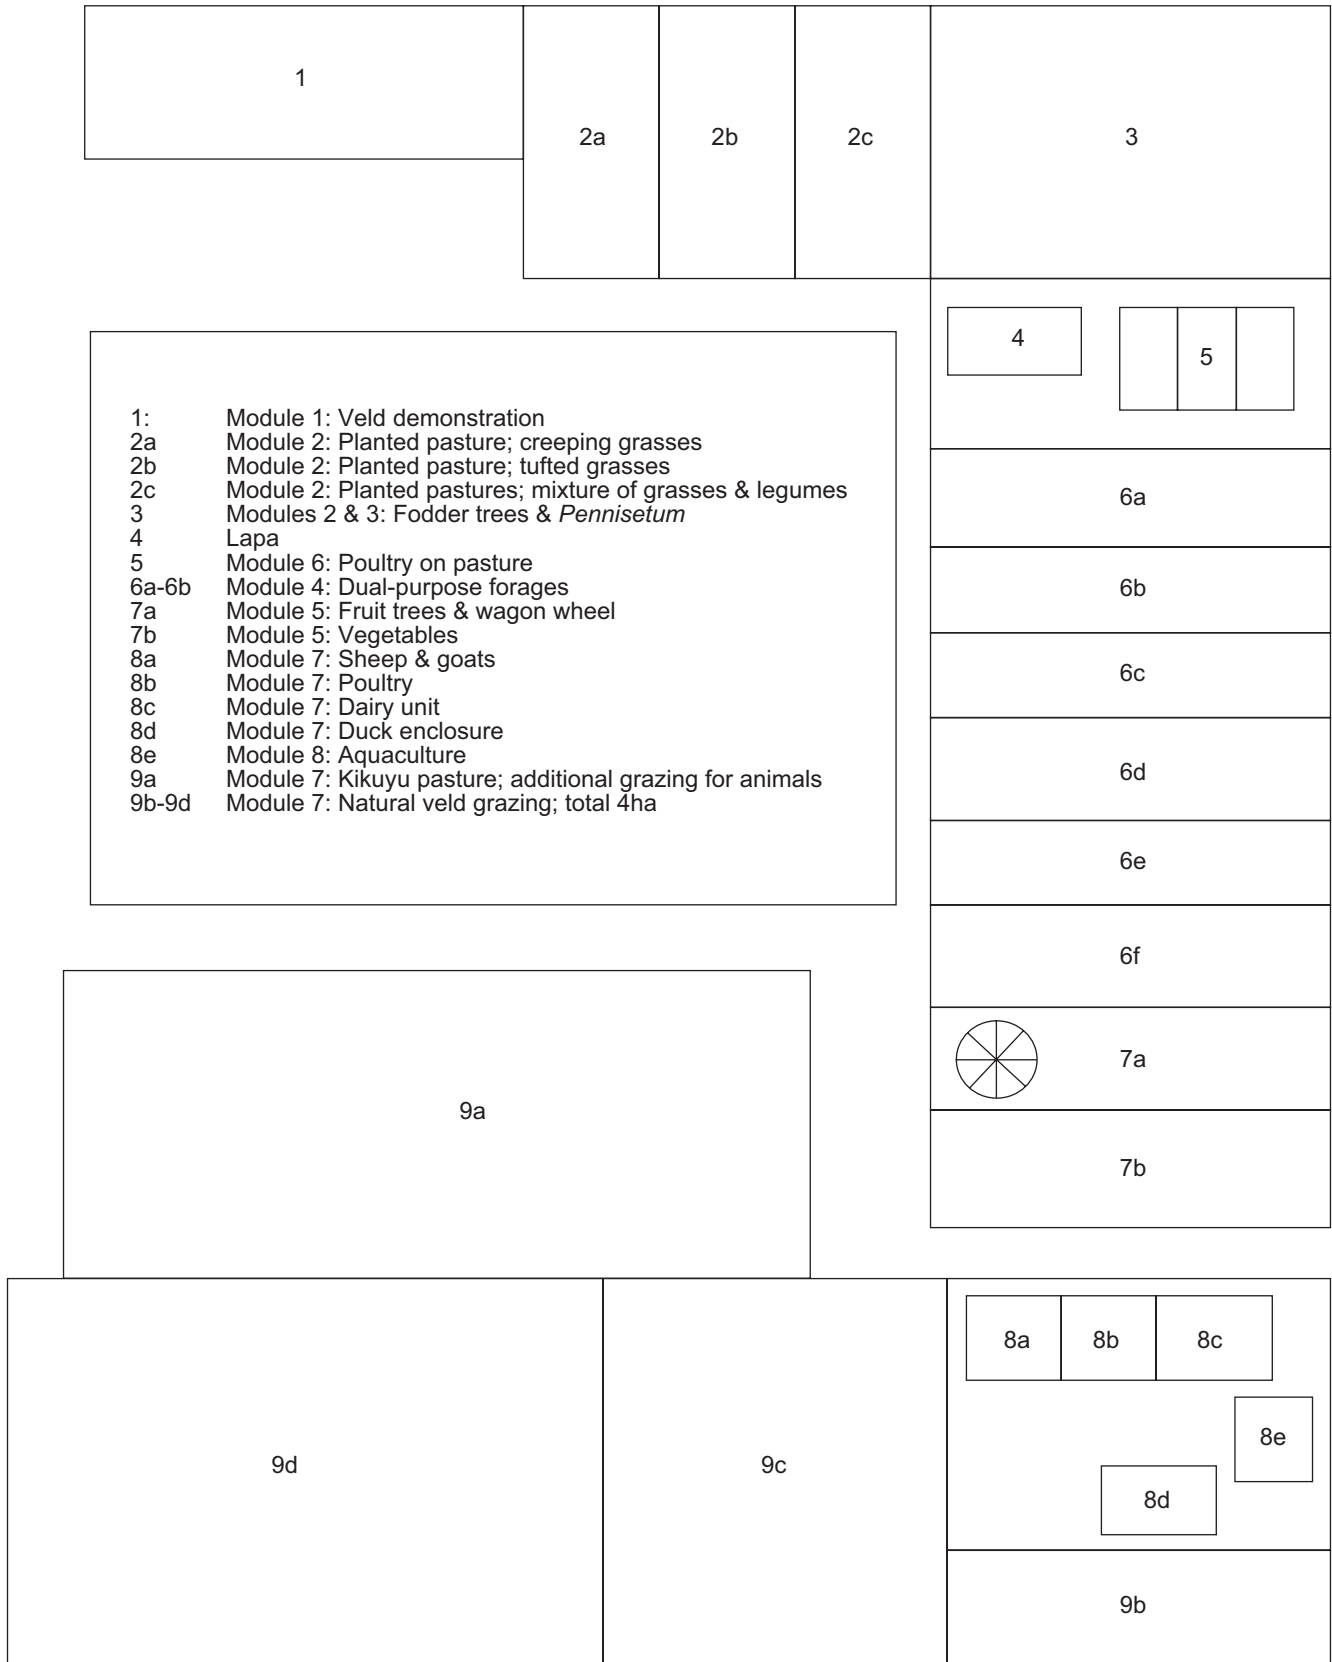 1
2a
2b
2c
3
4
5
1: Module 1: Veld demonstration
2a Module 2: Planted pasture; creeping grasses
2b Module 2: Planted pasture; tufted grasses
2c Module 2: Planted pastures; mixture of grasses & legumes
3 Modules 2 & 3: Fodder trees & Pennisetum
4 Lapa
5 Module 6: Poultry on pasture
6a-6b Module 4: Dual-purpose forages
7a Module 5: Fruit trees & wagon wheel
7b Module 5: Vegetables
8a Module 7: Sheep & goats
8b Module 7: Poultry
8c Module 7: Dairy unit
8d Module 7: Duck enclosure
8e Module 8: Aquaculture
9a Module 7: Kikuyu pasture; additional grazing for animals
9b-9d Module 7: Natural veld grazing; total 4ha
6a
6b
6c
6d
6e
6f
7a
7b
9a
8a
8b
8c
8e
8d
9d
9c
9b